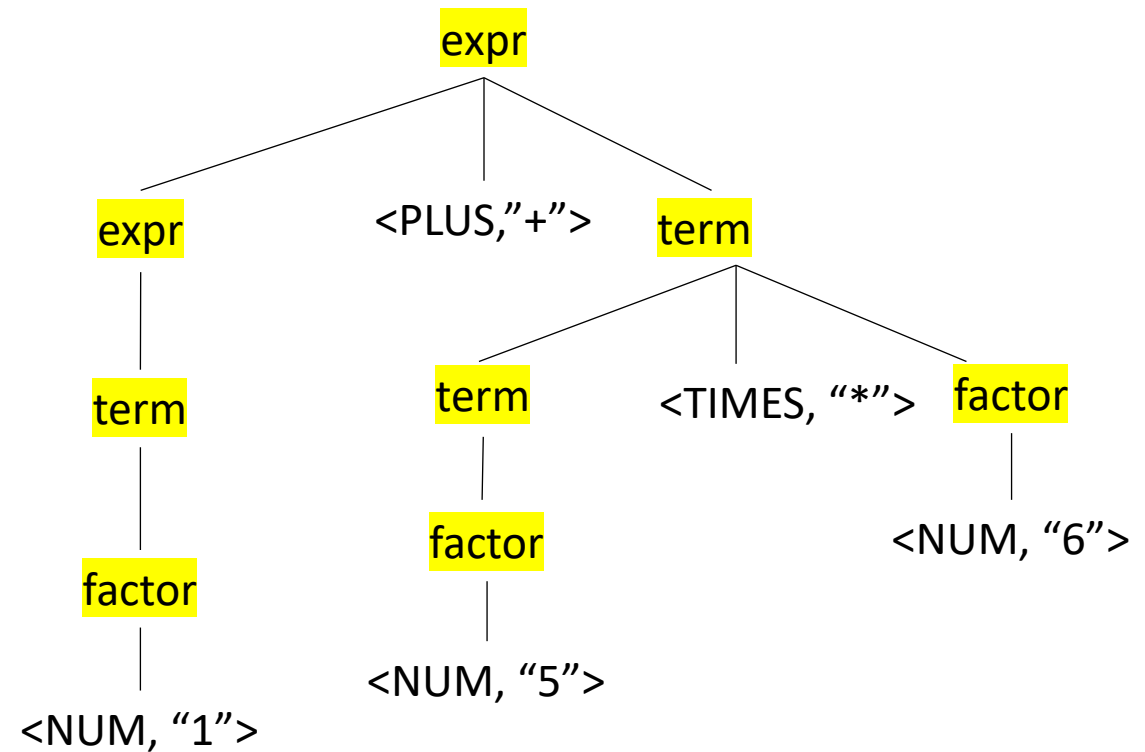 expr
expr
<PLUS,”+”>
term
term
term
<TIMES, “*”>
factor
factor
factor
<NUM, “6”>
<NUM, “5”>
<NUM, “1”>